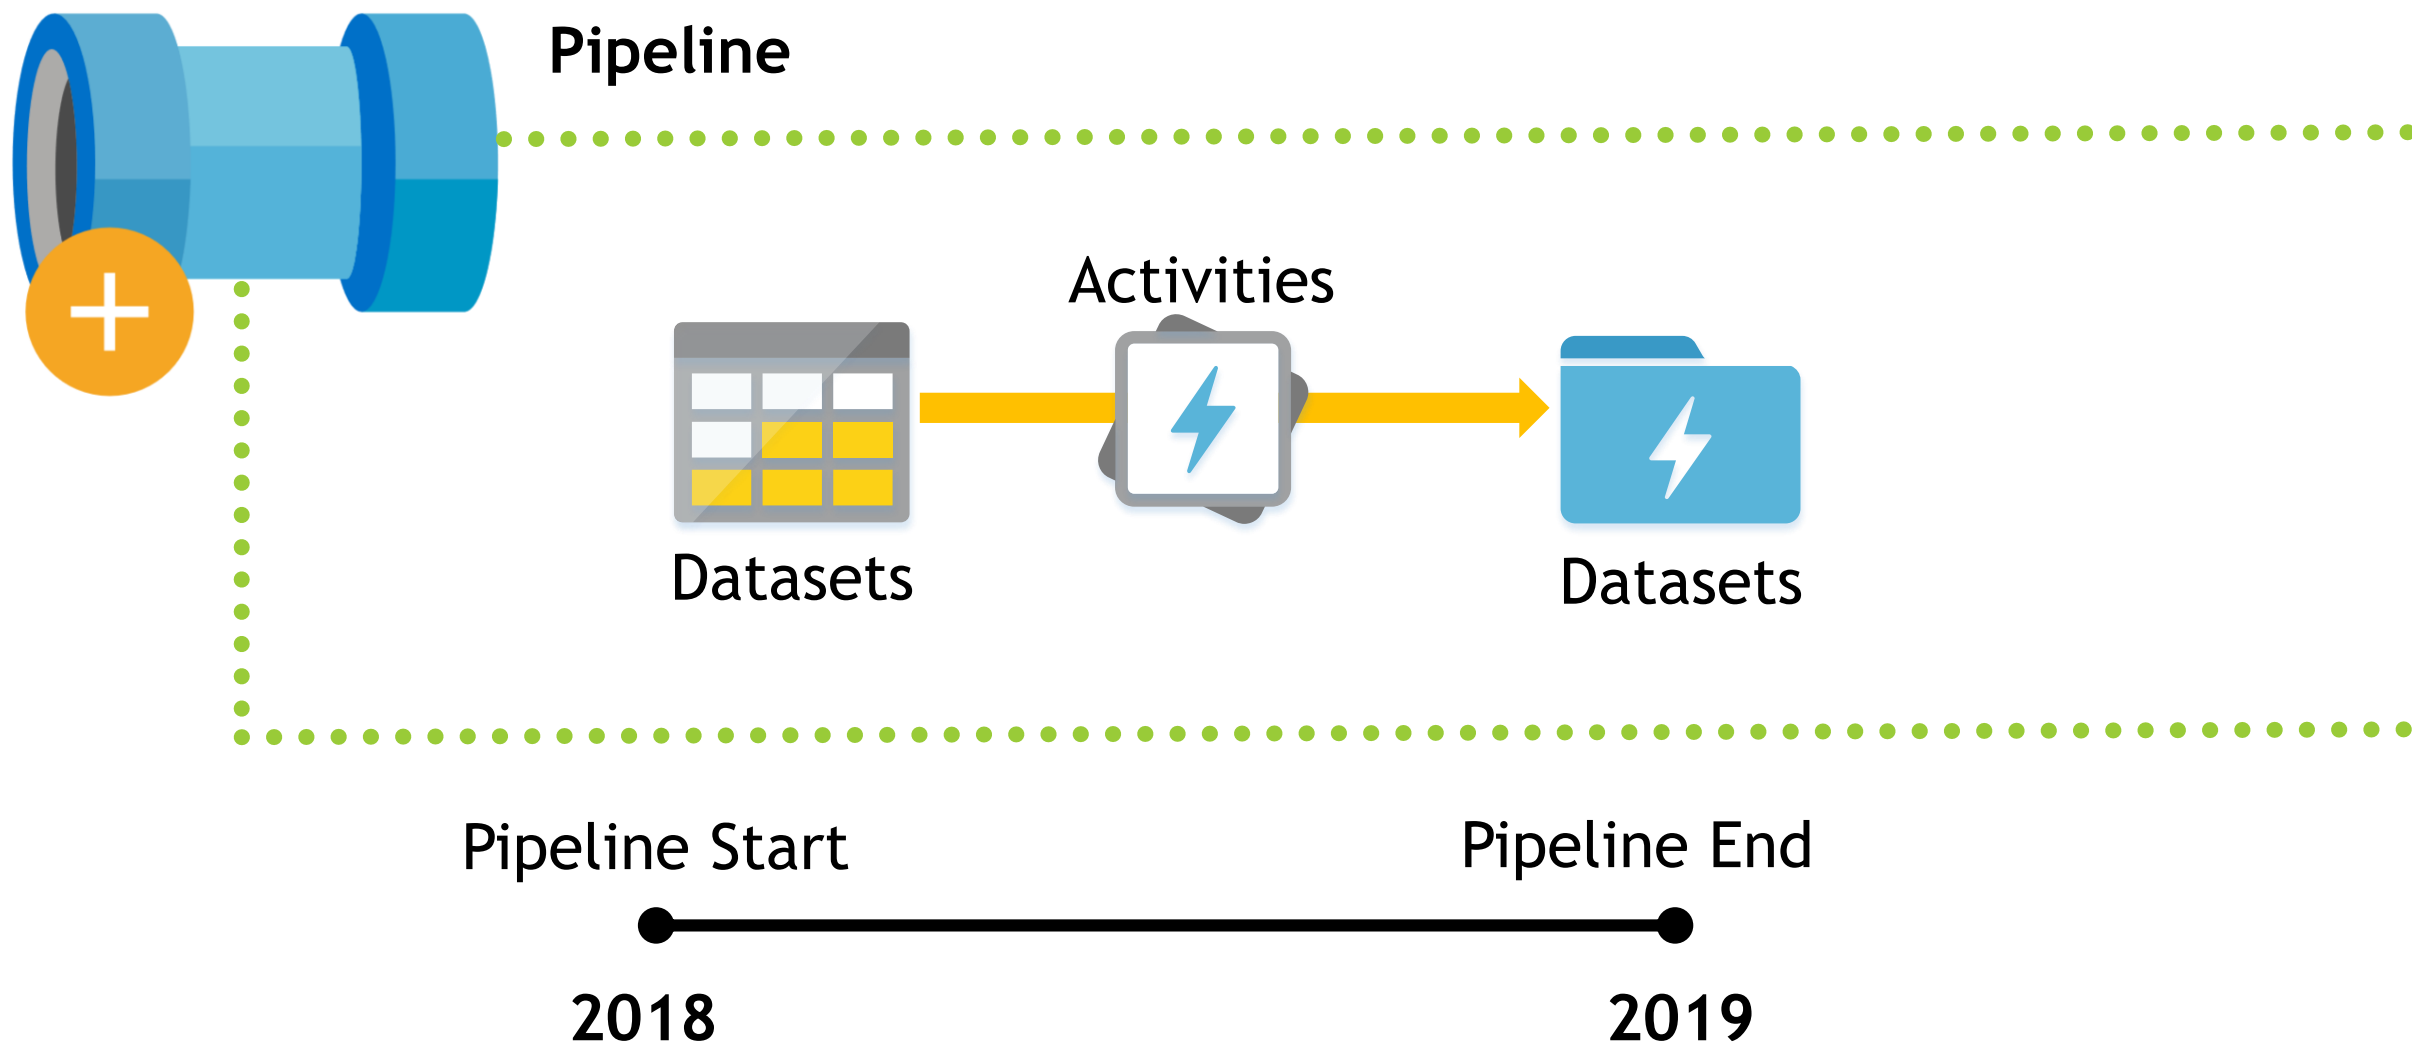 Pipeline
Activities
Datasets
Datasets
Pipeline Start
Pipeline End
2018
2019